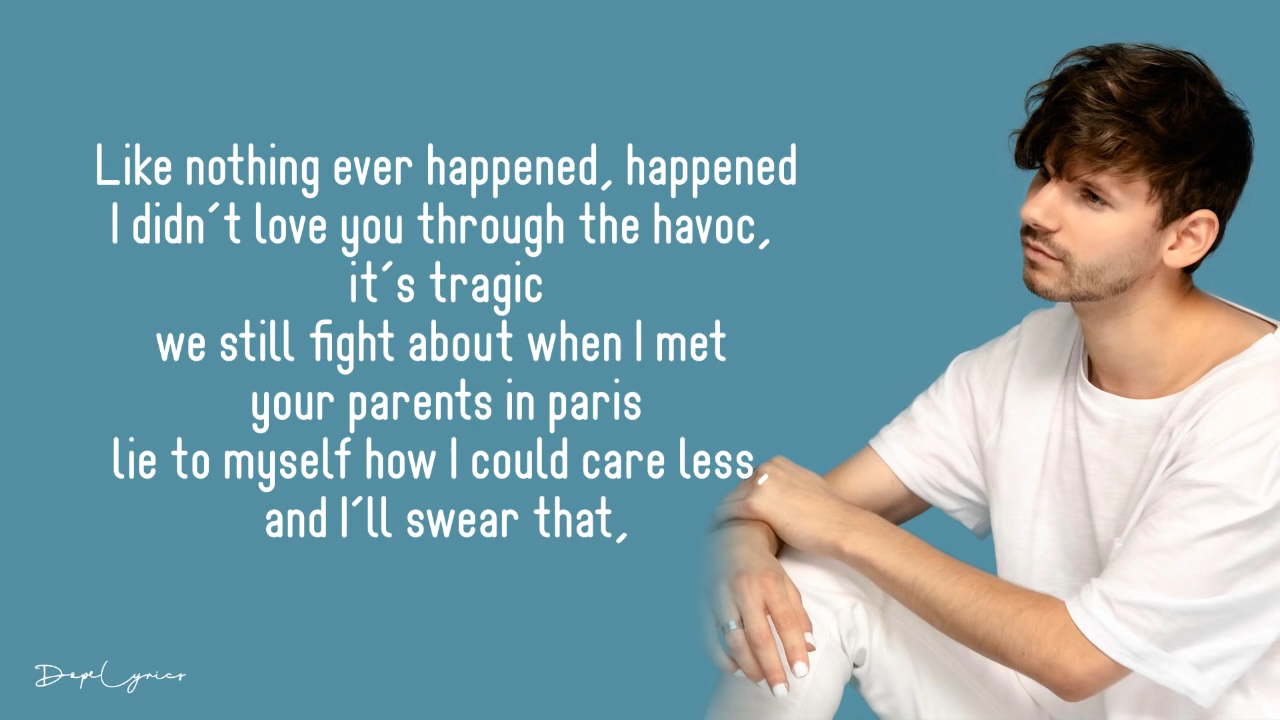 Like nothing ever happened, happened
I didn´t love you through the havoc,
it´s tragic
we still fight about when I met
your parents in paris
lie to myself how I could care less,
and I´ll swear that,
DopeLyrics